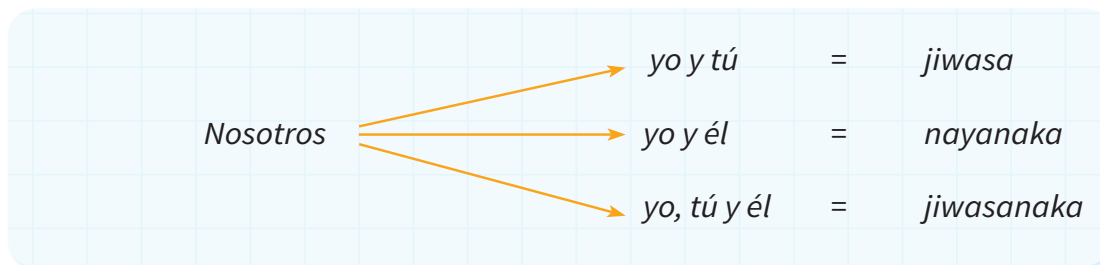 yo y tú = jiwasa
Nosotros yo y él = nayanaka
yo, tú y él = jiwasanaka